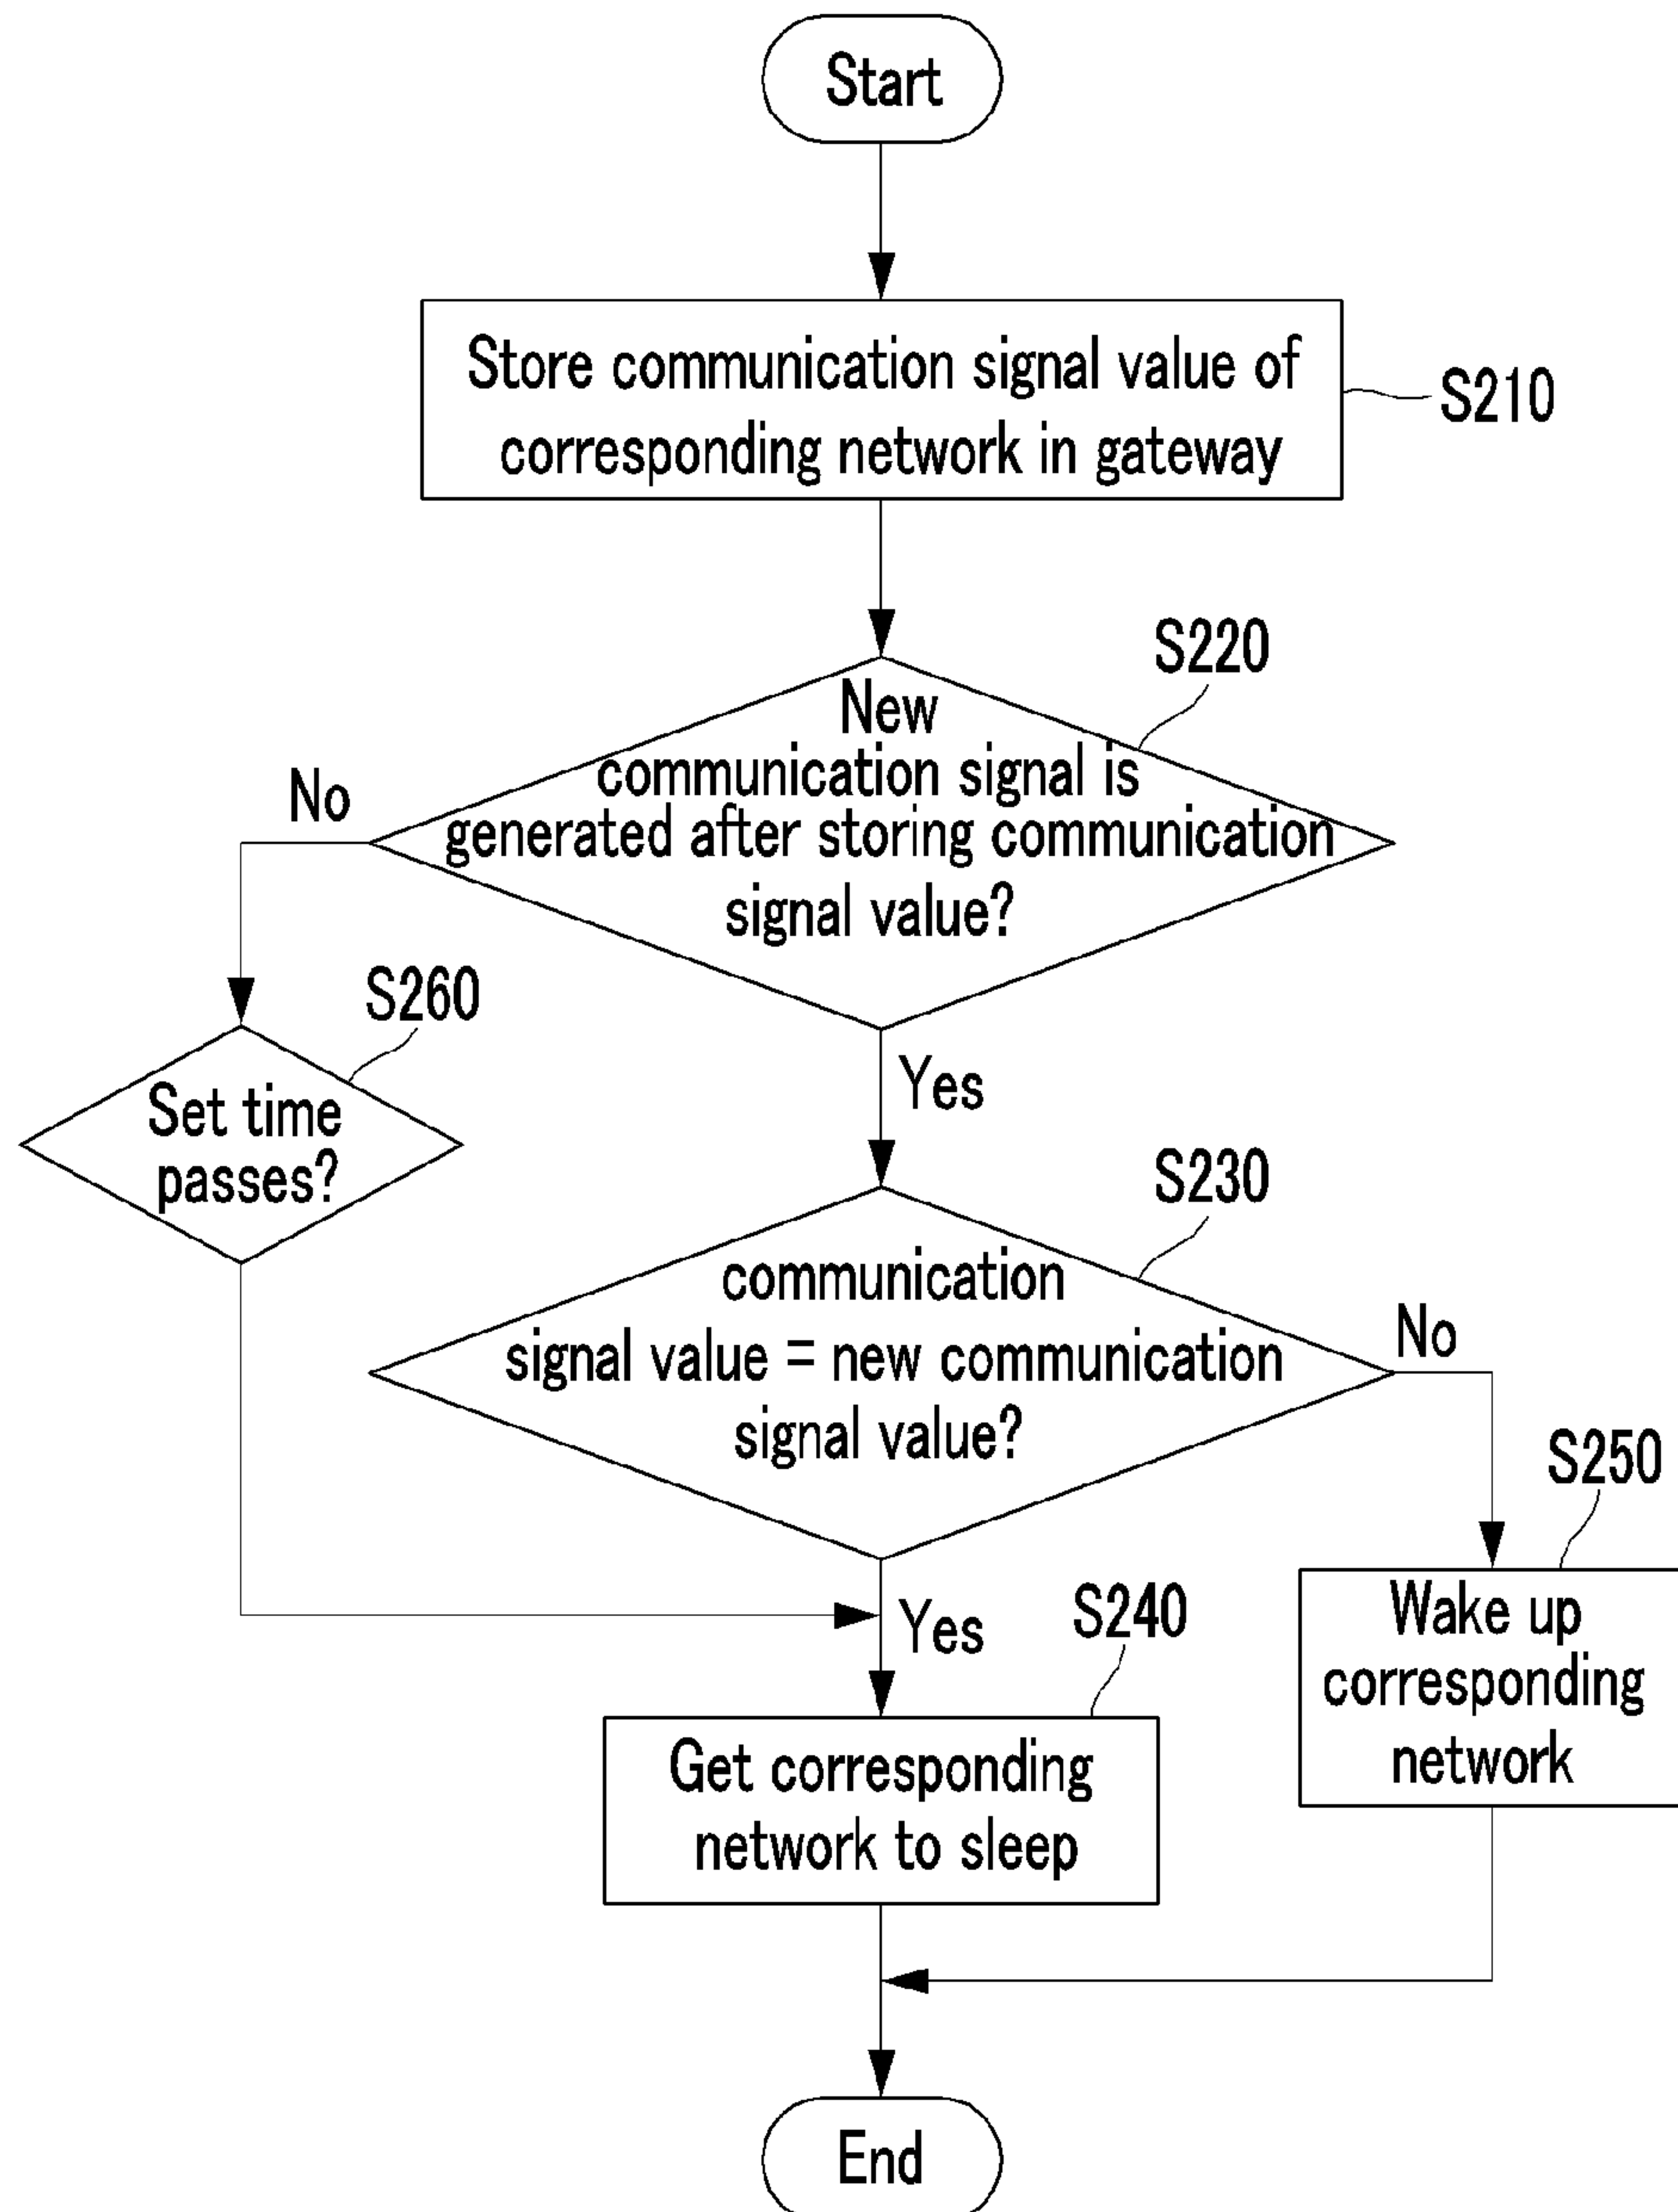 Start
Store communication signal value of
corresponding network in gateway
S210
S220
New
communication signal is
generated after storing communication
signal value?
No
Yes
S260
Set time
passes?
S230
communication
signal value = new communication
signal value?
No
Yes
S250
Wake up
corresponding
network
S240
Get corresponding
network to sleep
End